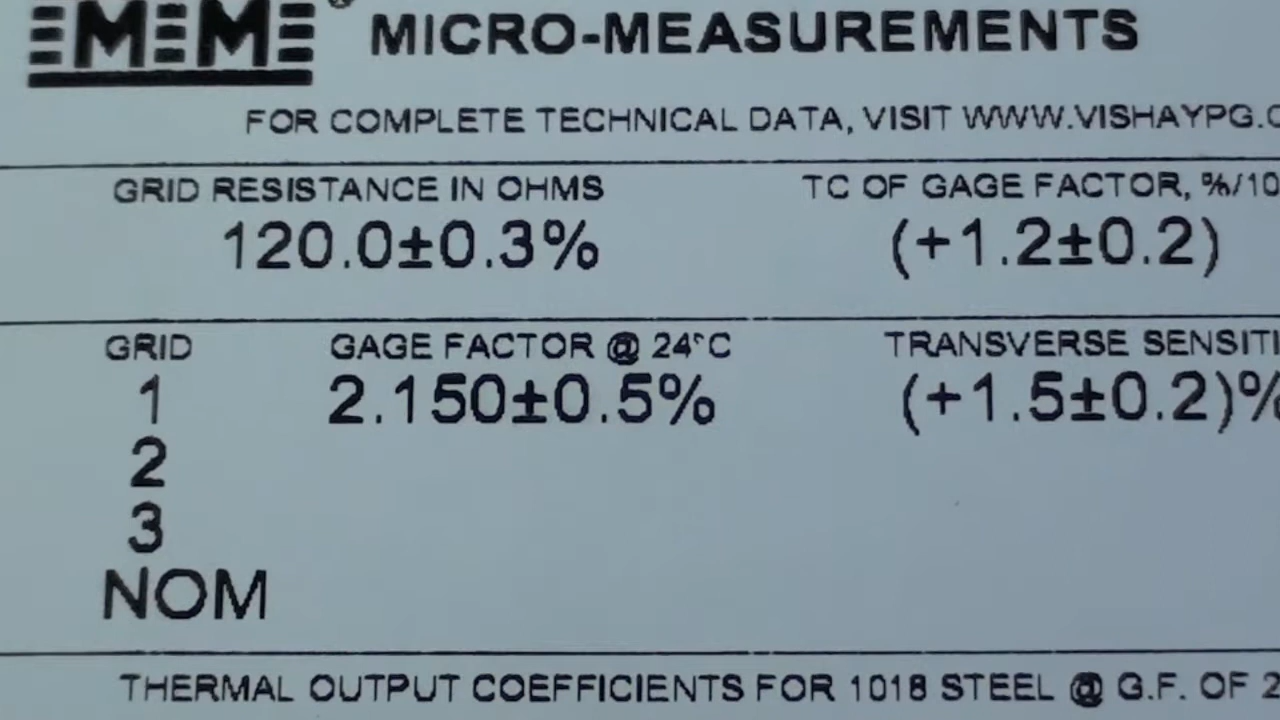 MM ® MICRO-MEASUREMENTS
FOR COMPLETE TECHNICAL DATA, VISIT WWW.VISHAYPG.C
GRID RESISTANCE IN OHMS TC OF GAGE FACTOR, %/10
120.0±0.3% (+1.2±0.2)
GRID GAGE FACTOR @ 24°C TRANSVERSE SENSITI
1 2.150±0.5% (+1.5±0.2)%
2
3
NOM
THERMAL OUTPUT COEFFICIENTS FOR 1018 STEEL @ G.F. OF 2